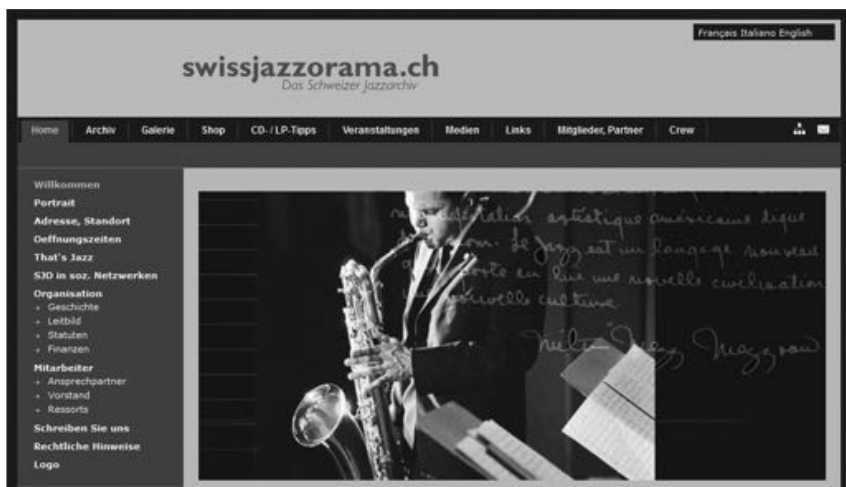 Français Italiano English
swissjazzorama.ch
Das Schweizer Jazzarchiv
Home Archiv Galerie Shop CD- / LP-Tipps Veranstaltungen Medien Links Mitglieder, Partner Crew
Willkommen
Portrait
Adresse, Standort
Oeffnungszeiten
That's Jazz
SJO in soz. Netzwerken
Organisation
Geschichte
Leitbild
Statuten
Finanzen
Mitarbeiter
Ansprechpartner
Vorstand
Ressorts
Schreiben Sie uns
Rechtliche Hinweise
Logo
artistique américaine digne
Le jazz est un langage nouveau
une nouvelle civilisation
nouvelle culture.
Mezzrow